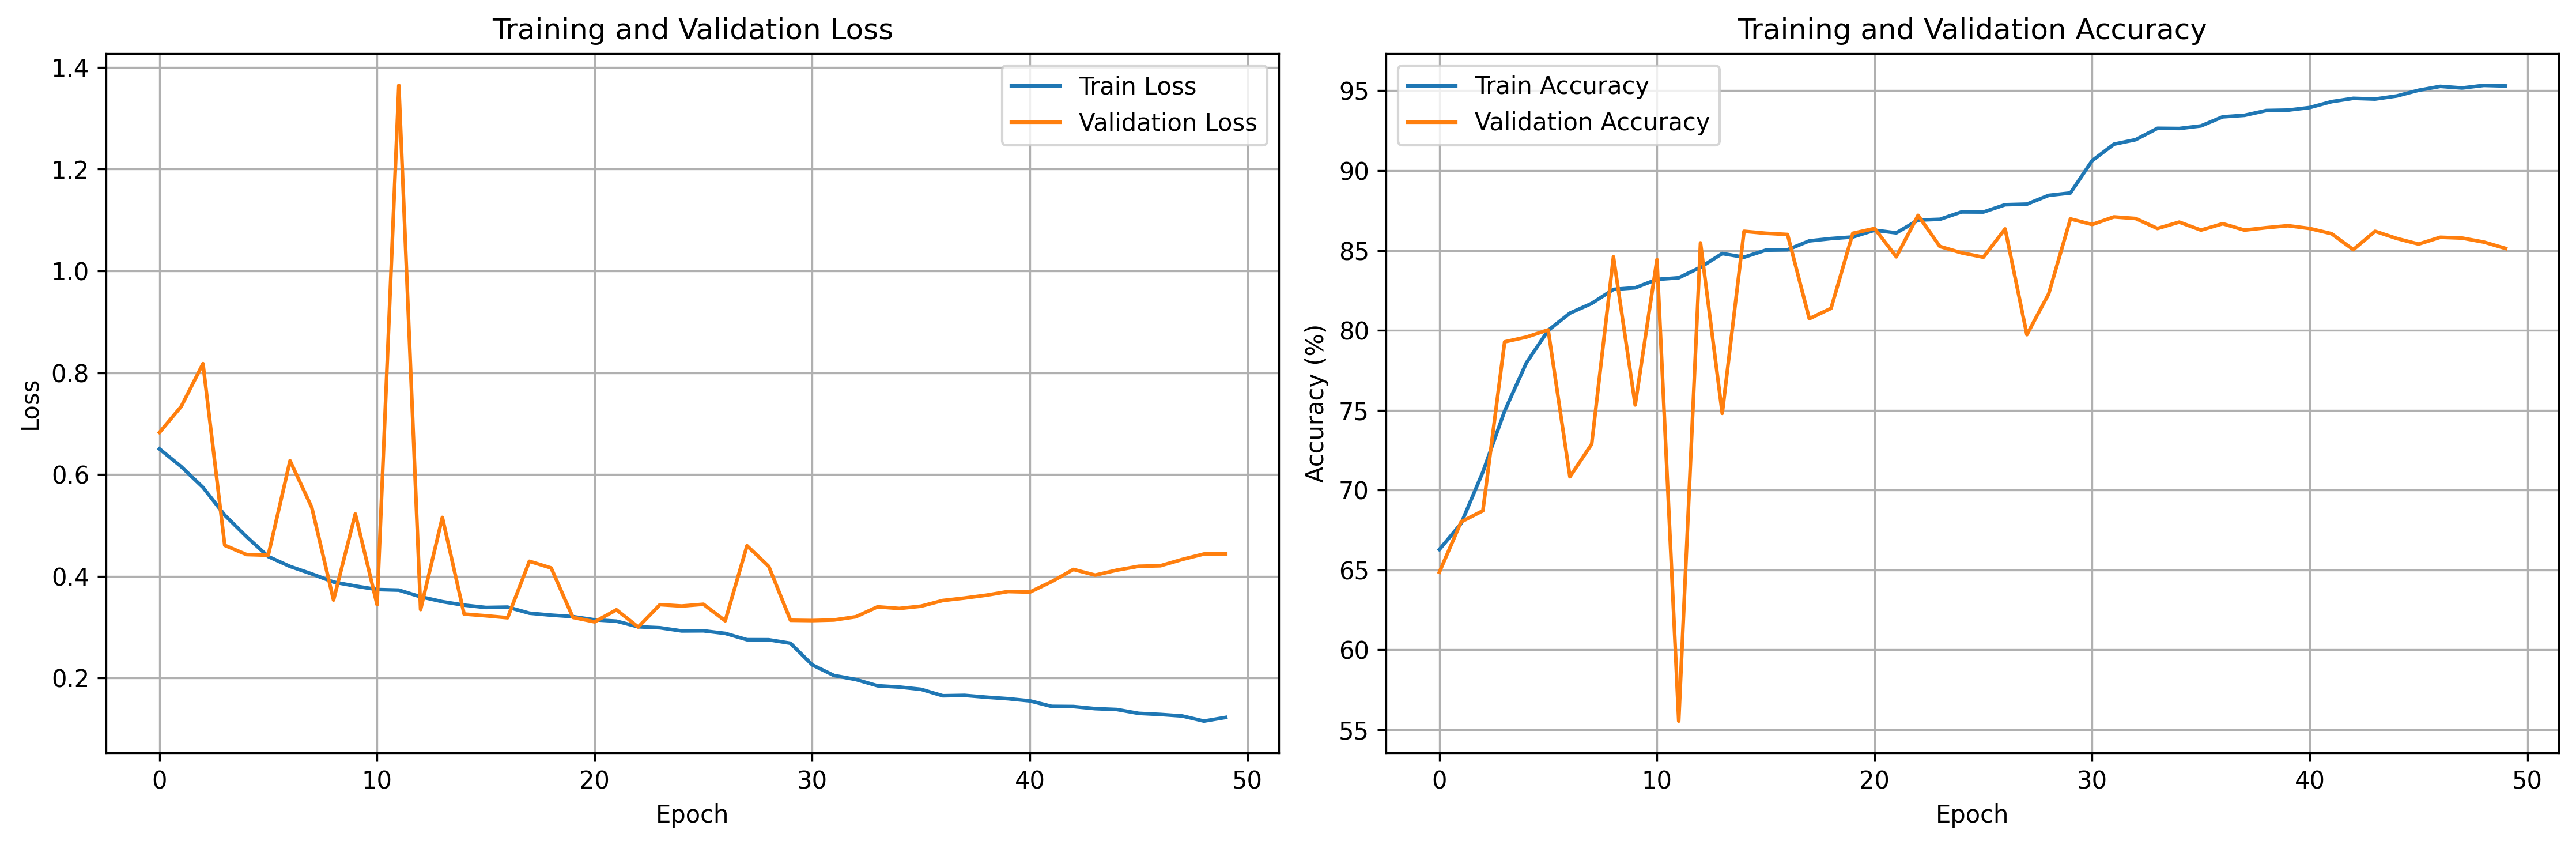 Training and Validation Loss
Train Loss
Validation Loss
1.4
1.2
1.0
0.8
0.6
0.4
0.2
Loss
0 10 20 30 40 50
Epoch
Training and Validation Accuracy
Train Accuracy
Validation Accuracy
95
90
85
80
75
70
65
60
55
Accuracy (%)
0 10 20 30 40 50
Epoch